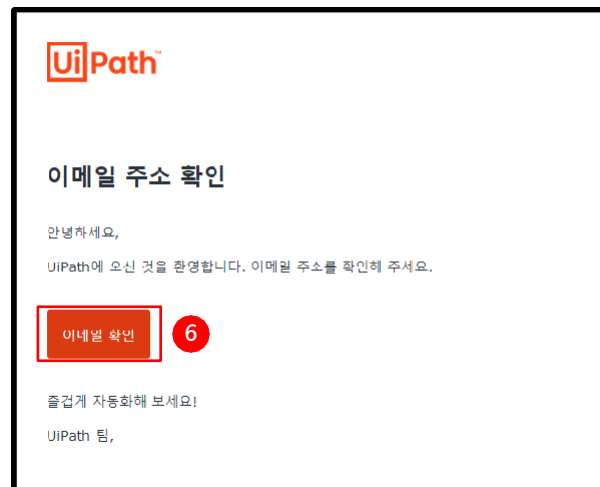 UiPath™
이메일 주소 확인
안녕하세요,
UiPath에 오신 것을 환영합니다. 이메일 주소를 확인해 주세요.
이메일 확인
6
즐겁게 자동화해 보세요!
UiPath 팀,